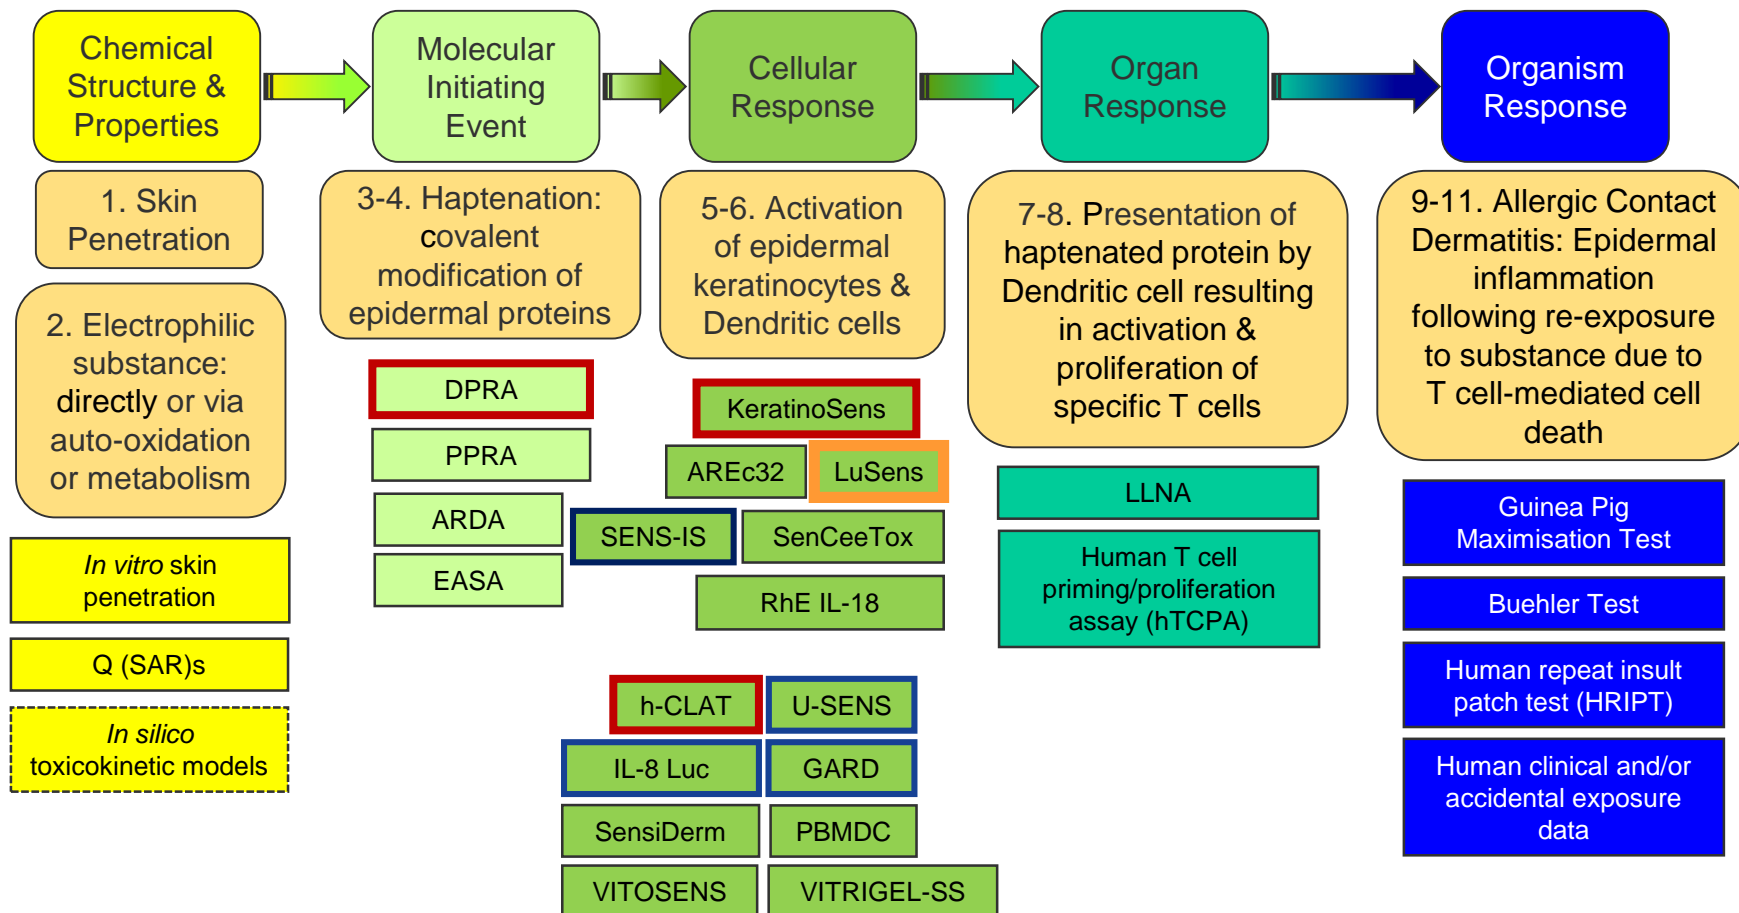 Chemical
Structure &
Properties
Molecular
Initiating
Event
Cellular
Response
Organ
Response
Organism
Response
1. Skin
Penetration
2. Electrophilic
substance:
directly or via
auto-oxidation
or metabolism
3-4. Haptenation:
covalent
modification of
epidermal proteins
5-6. Activation
of epidermal
keratinocytes &
Dendritic cells
7-8. Presentation of
haptenated protein by
Dendritic cell resulting
in activation &
proliferation of
specific T cells
9-11. Allergic Contact
Dermatitis: Epidermal
inflammation
following re-exposure
to substance due to
T cell-mediated cell
death
In vitro skin
penetration
Q (SAR)s
In silico
toxicokinetic models
DPRA
PPRA
ARDA
EASA
KeratinoSens
AREc32
LuSens
SENS-IS
SenCeeTox
RhE IL-18
h-CLAT
U-SENS
IL-8 Luc
GARD
SensiDerm
PBMDC
VITOSENS
VITRIGEL-SS
LLNA
Human T cell
priming/proliferation
assay (hTCPA)
Guinea Pig
Maximisation Test
Buehler Test
Human repeat insult
patch test (HRIPT)
Human clinical and/or
accidental exposure
data